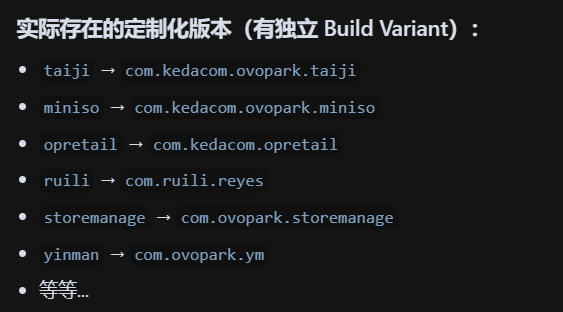 实际存在的定制化版本（有独立 Build Variant）：
• taiji → com.kedacom.ovopark.taiji
• miniso → com.kedacom.ovopark.miniso
• opretail → com.kedacom.opretail
• ruili → com.ruili.reyes
• storemanage → com.ovopark.storemanage
• yinman → com.ovopark.ym
• 等等...